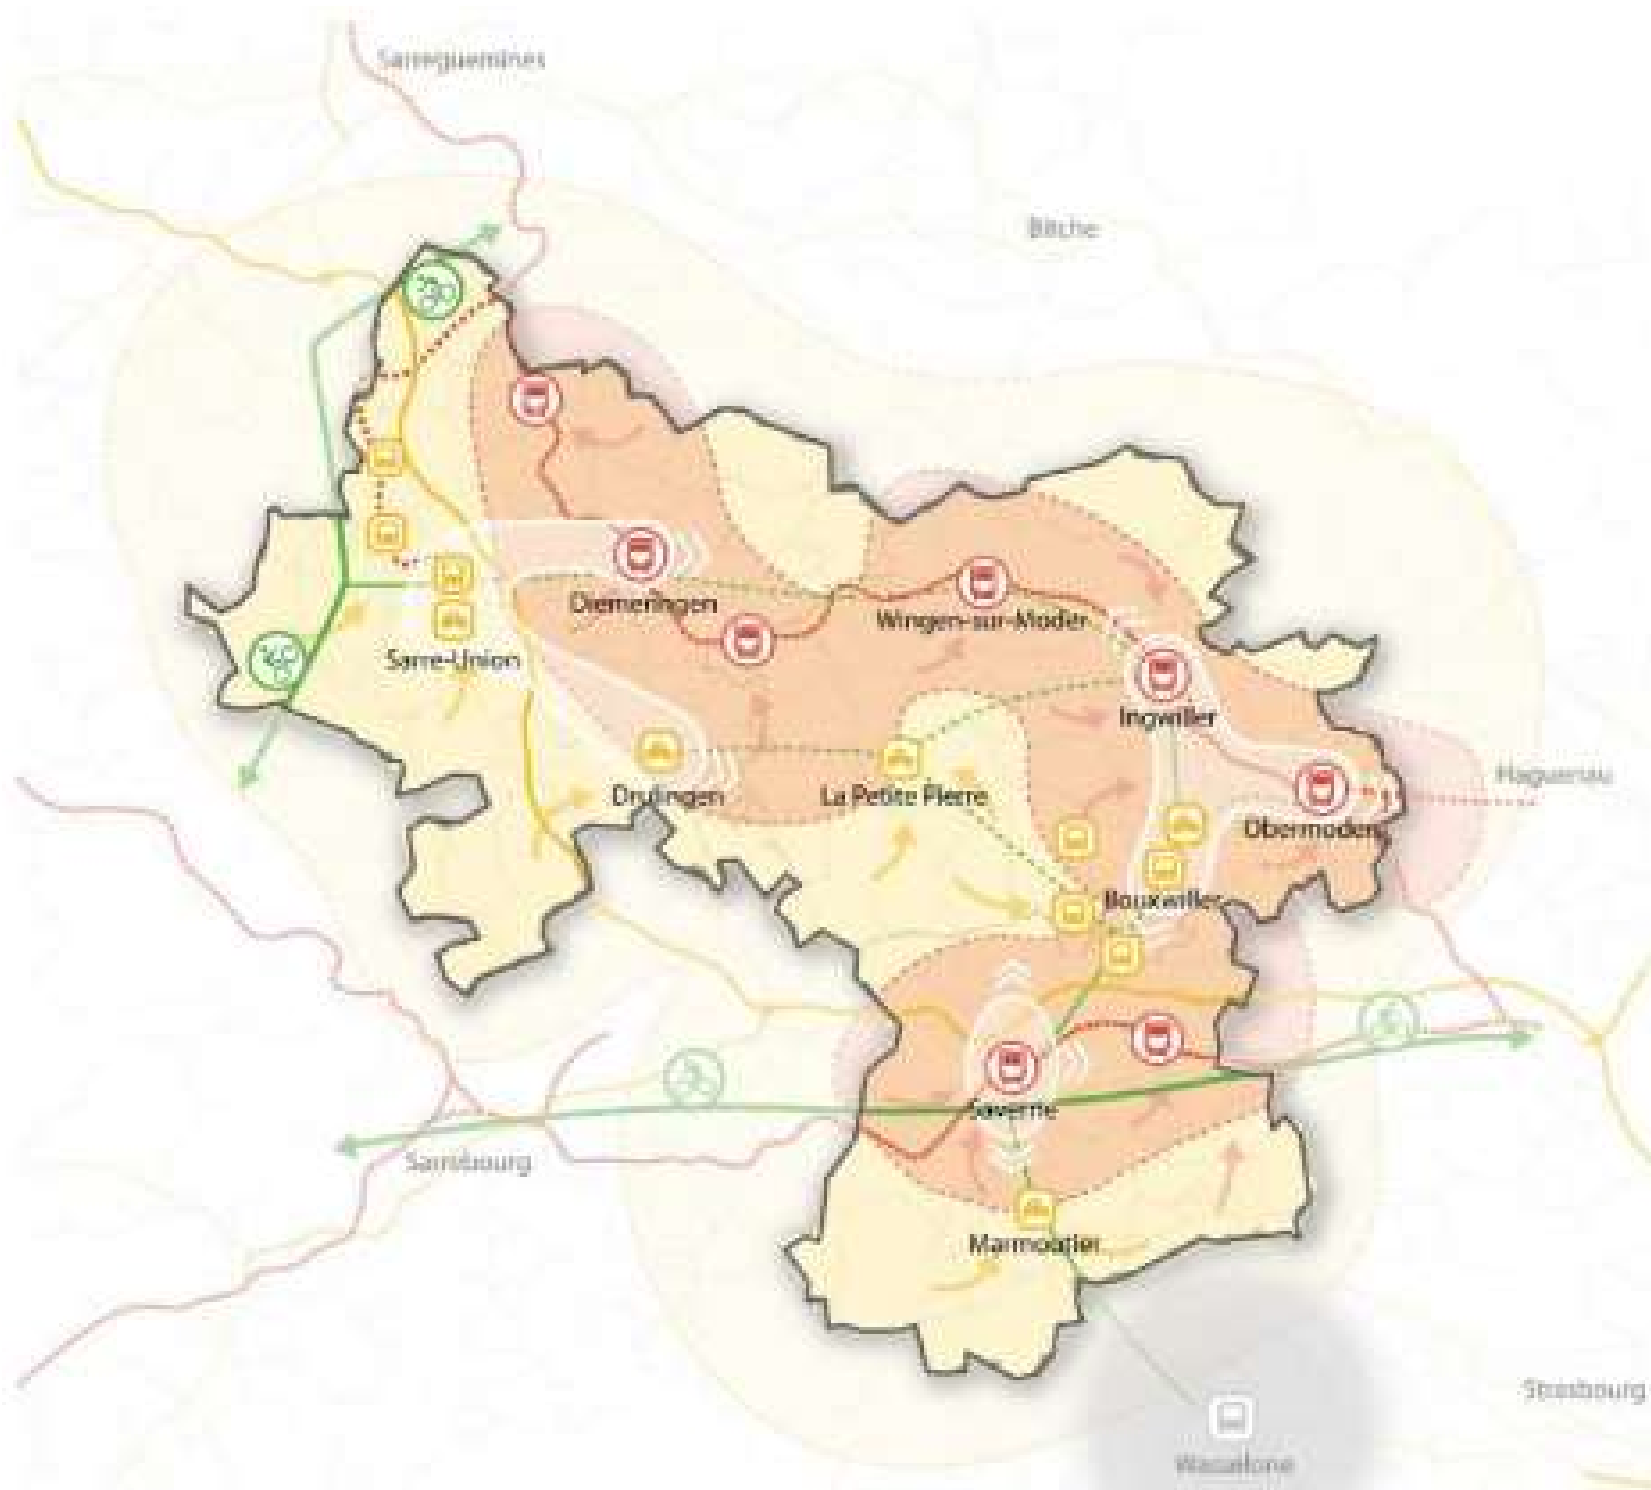 Sarreguemines
Bitche
Diemeringen
Wingen-sur-Moder
Sarre-Union
Ingwiller
Haguenau
Drulingen
La Petite Pierre
Obermodern
Bouxwiller
Saverne
Sarrebourg
Marmoutier
Strasbourg
Wasselone